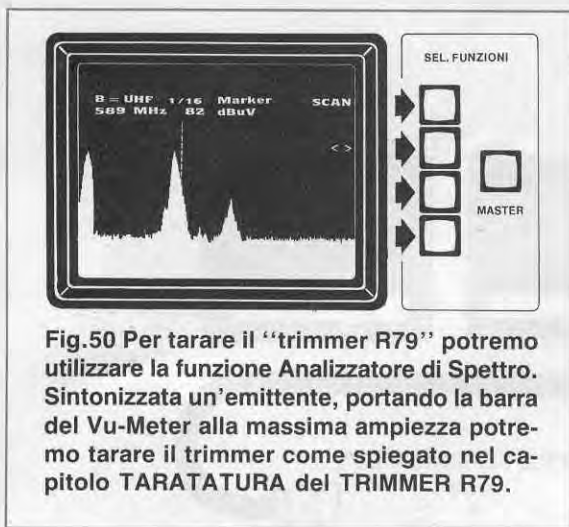 B = UHF 1/16 Marker SCAN
589 MHz 82 dBuV
< >
SEL. FUNZIONI
MASTER
Fig.50 Per tarare il ‘‘trimmer R79’’ potremo
utilizzare la funzione Analizzatore di Spettro.
Sintonizzata un'emittente, portando la barra
del Vu-Meter alla massima ampiezza potre-
mo tarare il trimmer come spiegato nel ca-
pitolo TARATATURA del TRIMMER R79.